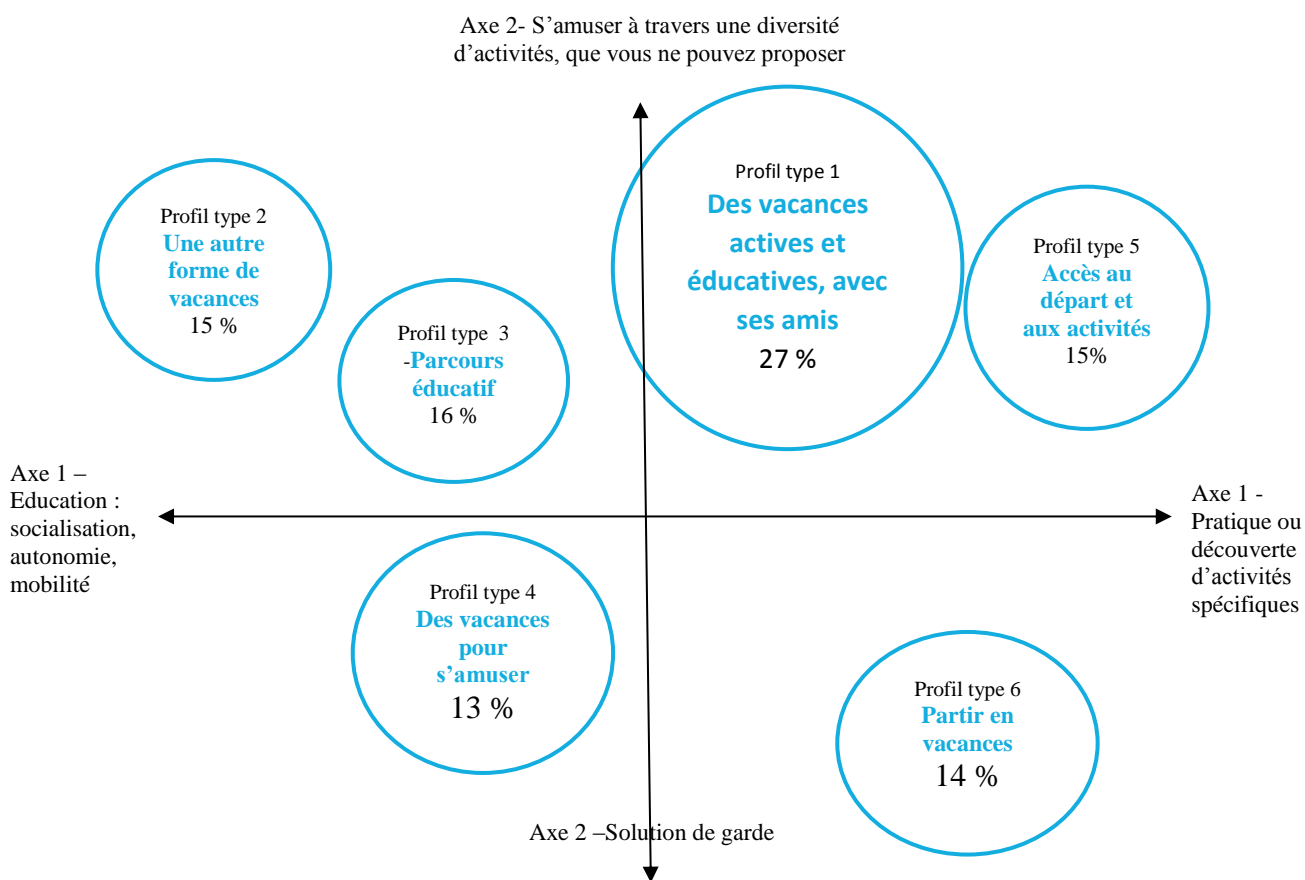 Axe 2- S’amuser à travers une diversité
d’activités, que vous ne pouvez proposer
Profil type 1
Des vacances
actives et
éducatives, avec
ses amis
27 %
Profil type 2
Une autre
forme de
vacances
15 %
Profil type 5
Accès au
départ et
aux activités
15%
Profil type  3
-Parcours
éducatif
16 %
Axe 1 –
Education :
socialisation,
autonomie,
mobilité
Axe 1 -
Pratique ou
découverte
d’activités
spécifiques
Profil type 4
Des vacances
pour
s’amuser
13 %
Profil type 6
Partir en
vacances
14 %
Axe 2 –Solution de garde